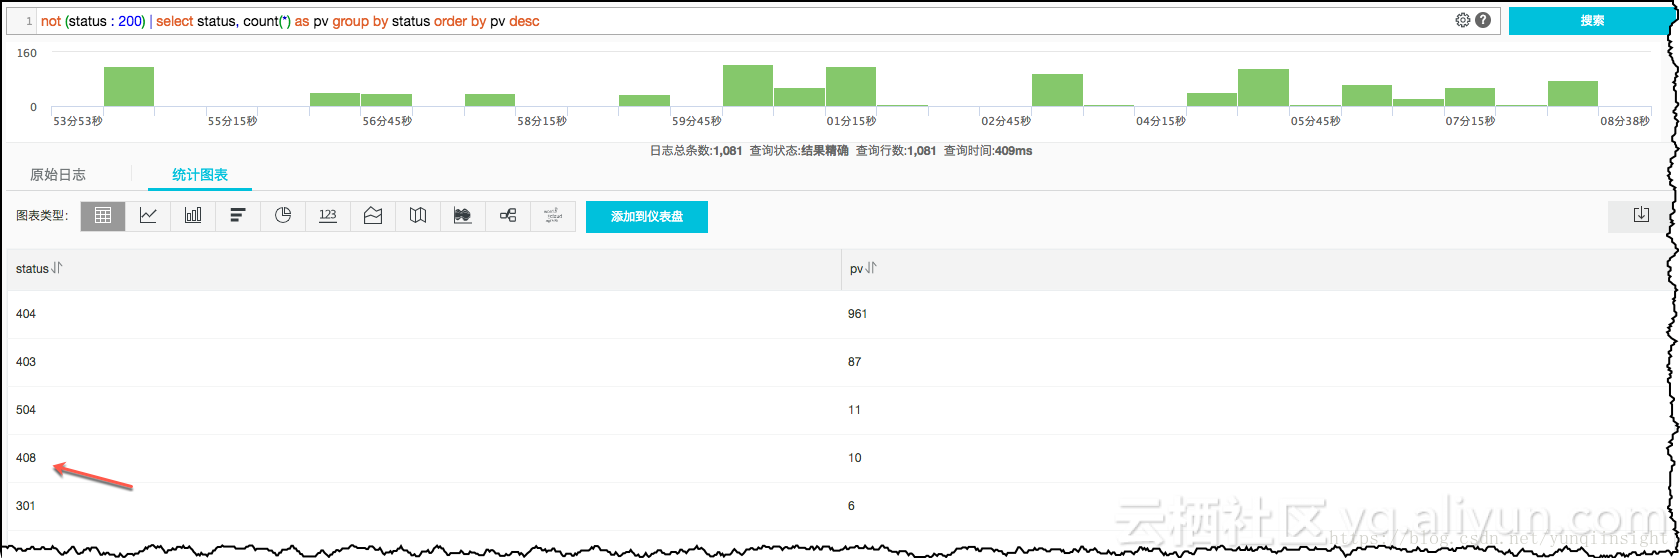 1 not (status : 200) | select status, count(*) as pv group by status order by pv desc
搜索
160
0
53分53秒 55分15秒 56分45秒 58分15秒 59分45秒 01分15秒 02分45秒 04分15秒 05分45秒 07分15秒 08分38秒
日志总条数:1,081 查询状态:结果精确 查询行数:1,081 查询时间:409ms
原始日志 统计图表
图表类型: 123 添加到仪表盘
status pv
404 961
403 87
504 11
408 10
301 6
云栖社区 yq.aliyun.com
https://blog.csdn.net/yunqiinsight